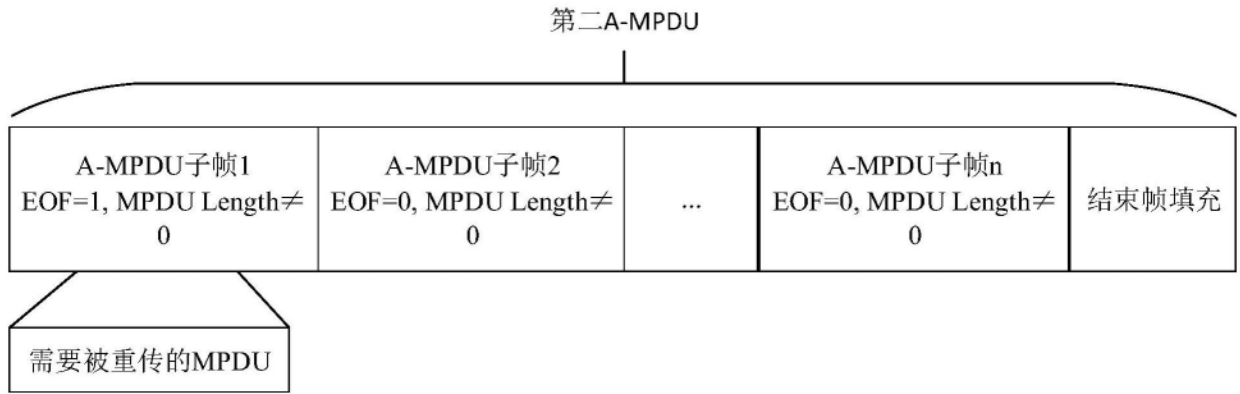 第二A-MPDU
A-MPDU子帧1
EOF=1, MPDU Length≠
0
A-MPDU子帧2
EOF=0, MPDU Length≠
0
...
A-MPDU子帧n
EOF=0, MPDU Length≠
0
结束帧填充
需要被重传的MPDU